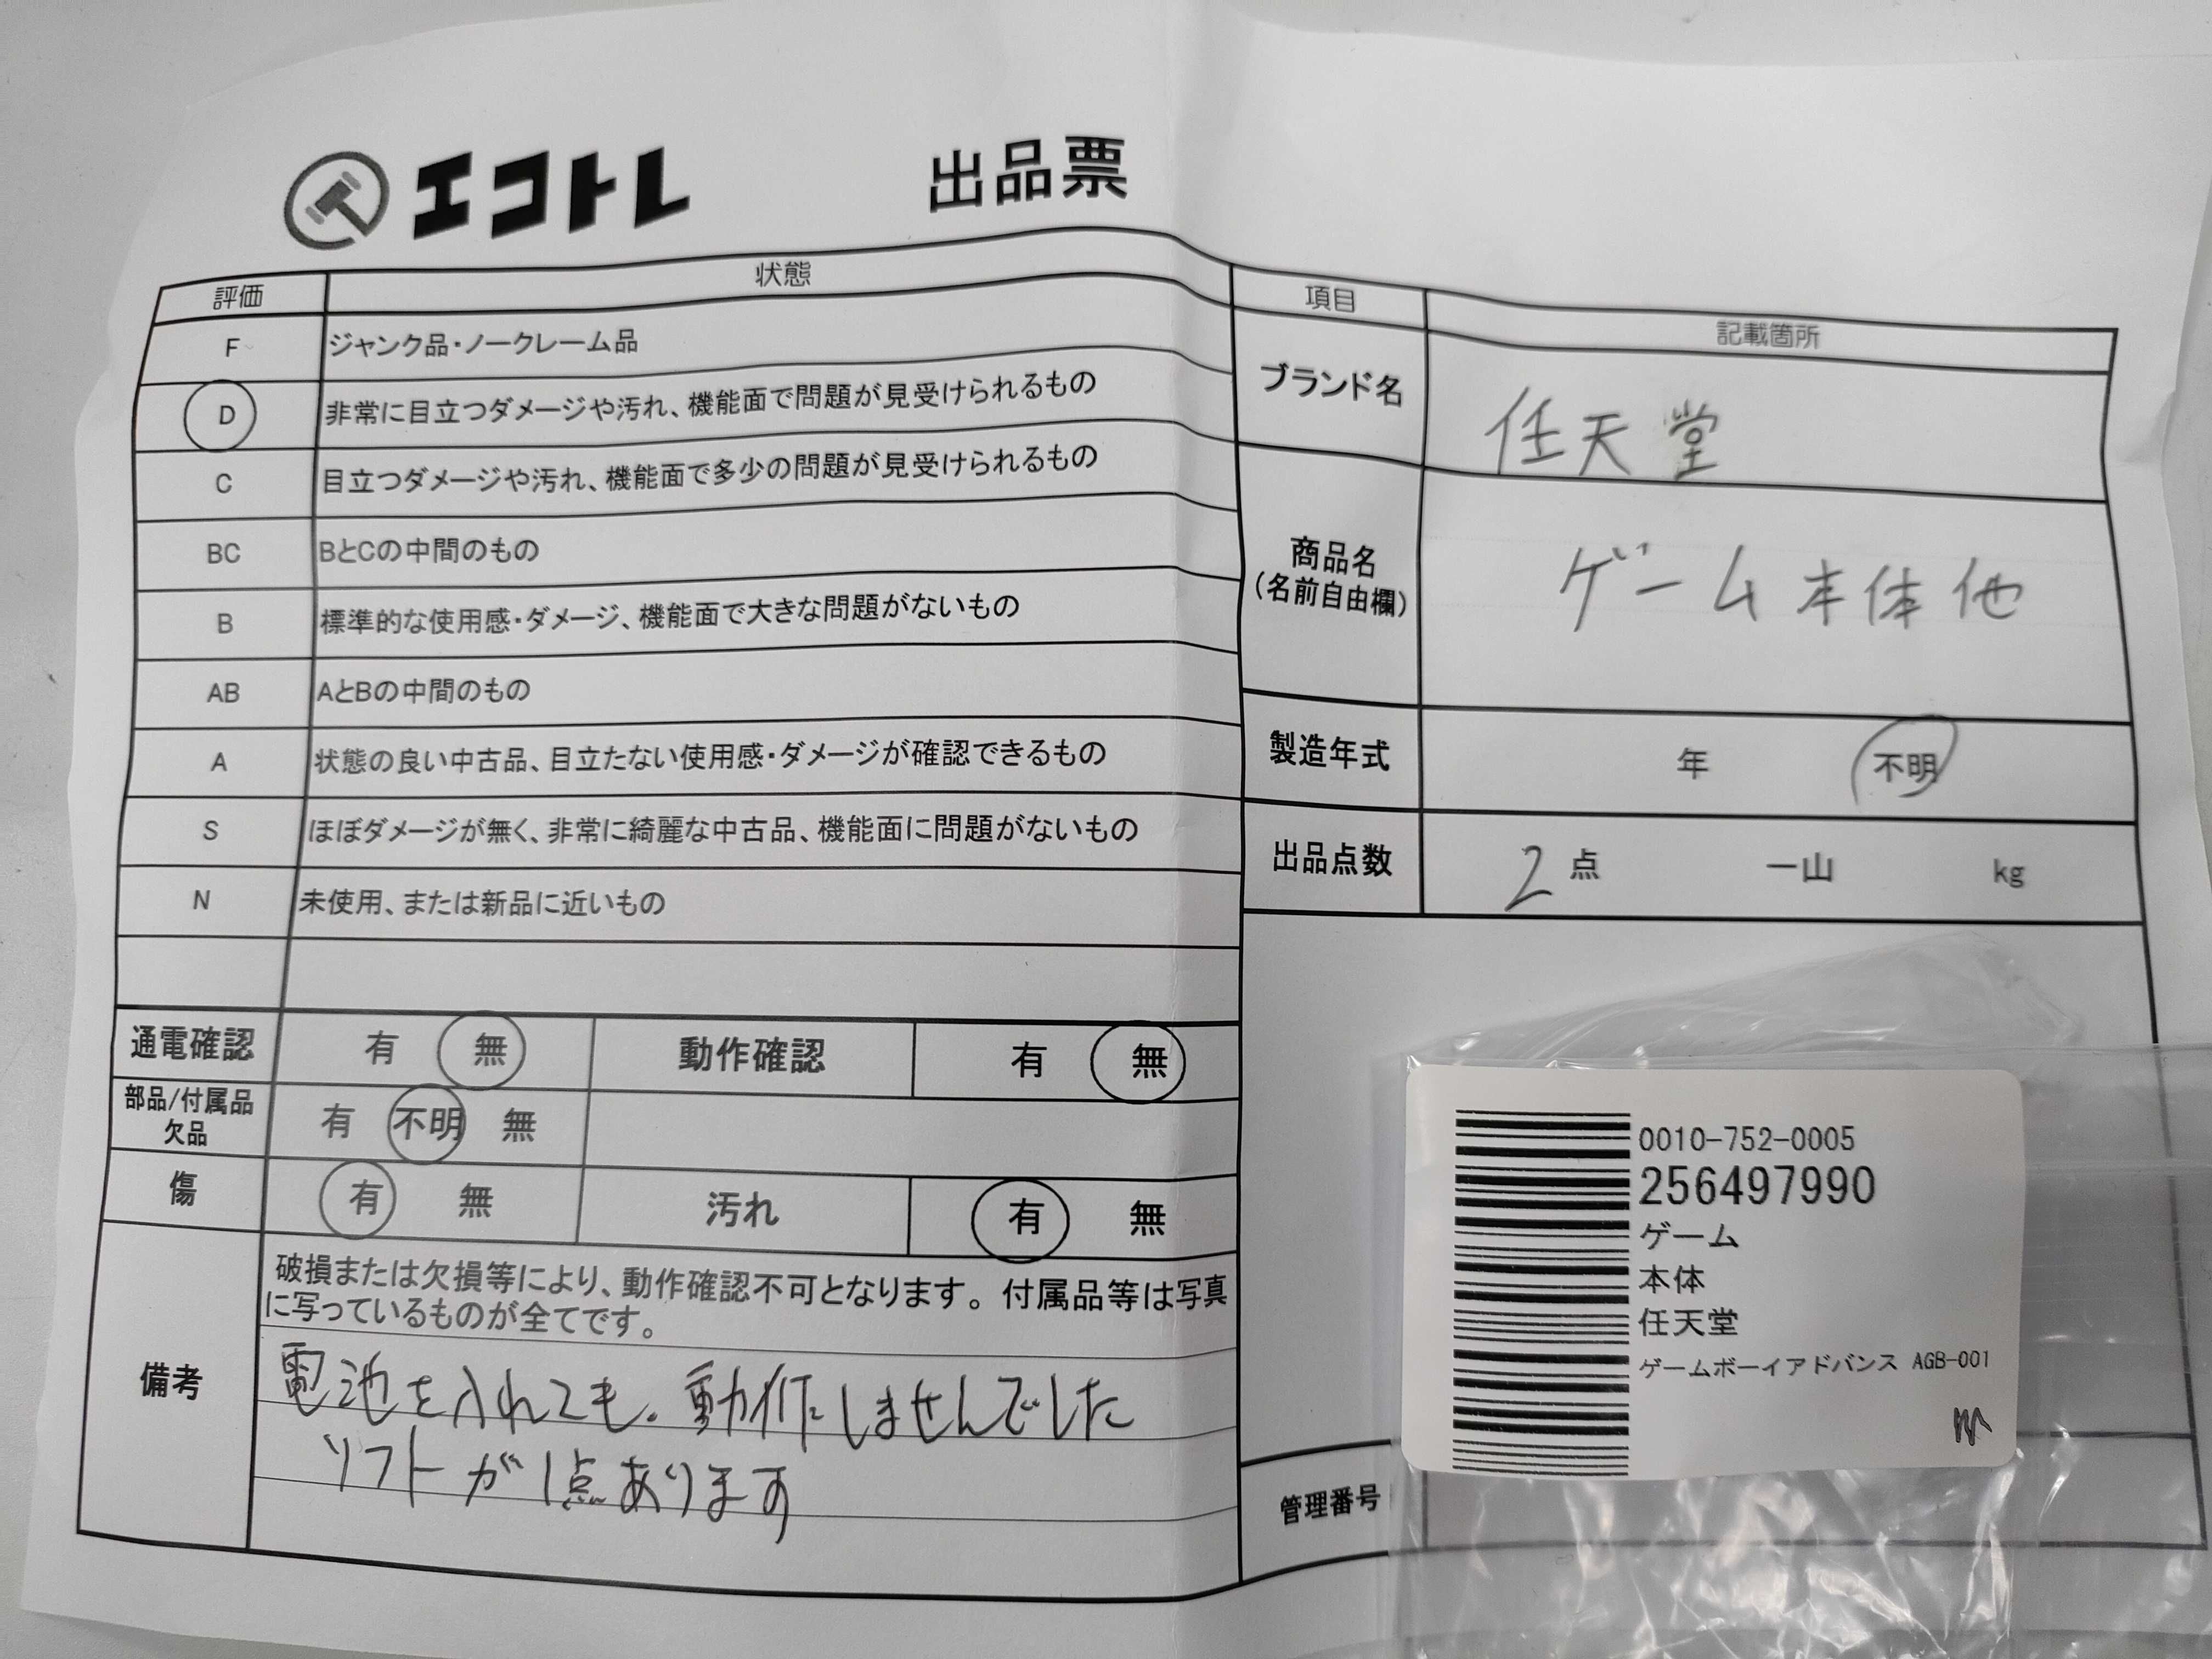 エコトレ
出品票
評価 状態
F ジャンク品・ノークレーム品
D 非常に目立つダメージや汚れ、機能面で問題が見受けられるもの
C 目立つダメージや汚れ、機能面で多少の問題が見受けられるもの
BC BとCの中間のもの
B 標準的な使用感・ダメージ、機能面で大きな問題がないもの
AB AとBの中間のもの
A 状態の良い中古品、目立たない使用感・ダメージが確認できるもの
S ほぼダメージが無く、非常に綺麗な中古品、機能面に問題がないもの
N 未使用、または新品に近いもの
通電確認 有 無 動作確認 有 無
部品/付属品
欠品 有 不明 無
傷 有 無 汚れ 有 無
備考
破損または欠損等により、動作確認不可となります。付属品等は写真
に写っているものが全てです。
電池を入れても。動作しませんでした
ソフトが1点あります
項目 記載箇所
ブランド名 任天堂
商品名
(名前自由欄) ゲーム本体他
製造年式 年 不明
出品点数 2点 一山 kg
管理番号
0010-752-0005
256497990
ゲーム
本体
任天堂
ゲームボーイアドバンス AGB-001